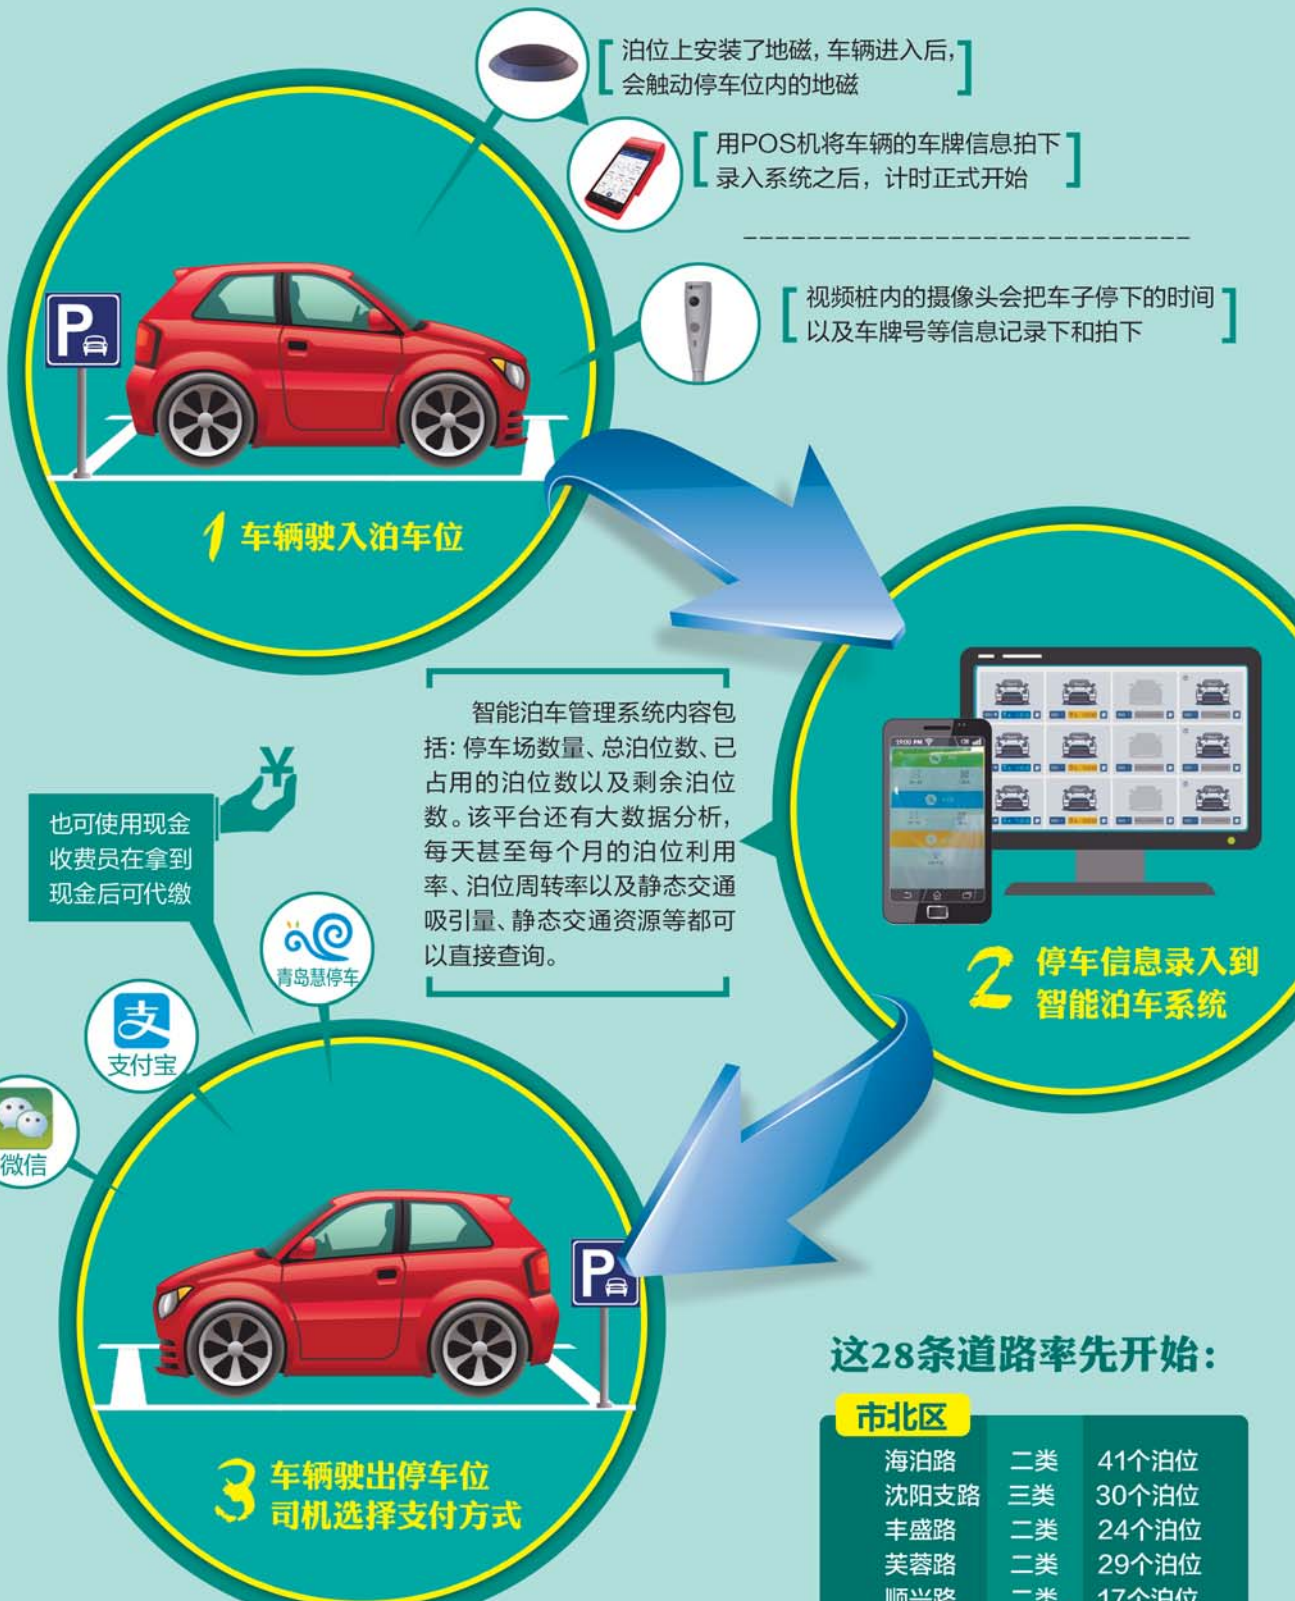 泊位上安装了地磁,车辆进入后,
会触动停车位内的地磁
用POS机将车辆的车牌信息拍下
录入系统之后，计时正式开始
视频桩内的摄像头会把车子停下的时间
以及车牌号等信息记录下和拍下
P
1 车辆驶入泊车位
智能泊车管理系统内容包
括:停车场数量、总泊位数、已
占用的泊位数以及剩余泊位
数。该平台还有大数据分析,
每天甚至每个月的泊位利用
率、泊位周转率以及静态交通
吸引量、静态交通资源等都可
以直接查询。
2 停车信息录入到
智能泊车系统
¥
也可使用现金
收费员在拿到
现金后可代缴
青岛慧停车
支
支付宝
微信
P
3 车辆驶出停车位
司机选择支付方式
这28条道路率先开始:
市北区
海泊路 二类 41个泊位
沈阳支路 三类 30个泊位
丰盛路 二类 24个泊位
芙蓉路 二类 29个泊位
顺兴路 二类 17个泊位